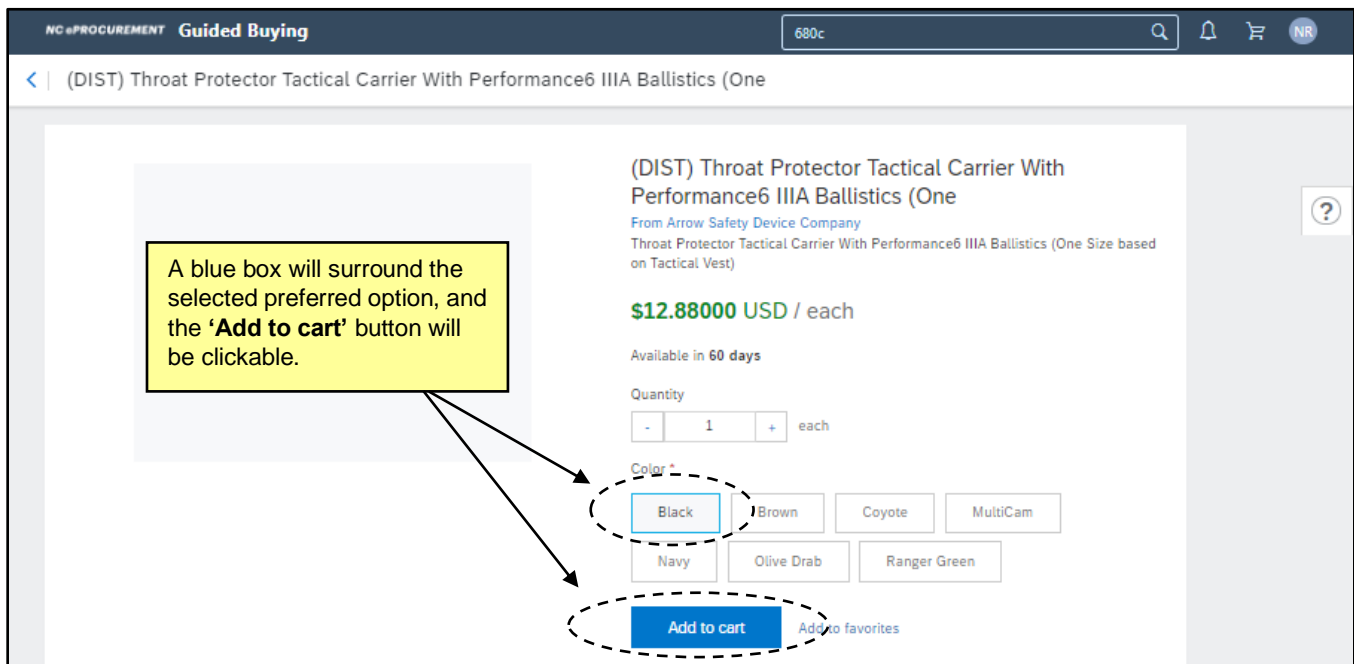 NC ePROCUREMENT Guided Buying
680c
NR
(DIST) Throat Protector Tactical Carrier With Performance6 IIIA Ballistics (One
(DIST) Throat Protector Tactical Carrier With
Performance6 IIIA Ballistics (One
From Arrow Safety Device Company
Throat Protector Tactical Carrier With Performance6 IIIA Ballistics (One Size based
on Tactical Vest)
A blue box will surround the
selected preferred option, and
the ‘Add to cart’ button will
be clickable.
$12.88000 USD / each
Available in 60 days
Quantity
- 1 + each
Color *
Black Brown Coyote MultiCam
Navy Olive Drab Ranger Green
Add to cart Add to favorites
?